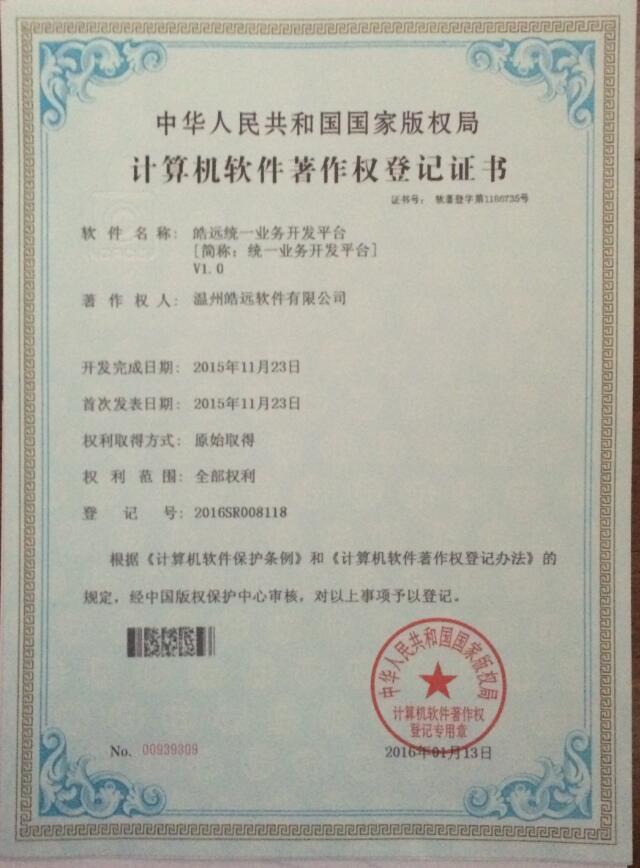 中华人民共和国国家版权局
计算机软件著作权登记证书
证书号： 软著登字第1186735号
软件名称： 皓远统一业务开发平台
[简称：统一业务开发平台]
V1.0
著作权人： 温州皓远软件有限公司
开发完成日期： 2015年11月23日
首次发表日期： 2015年11月23日
权利取得方式： 原始取得
权利范围： 全部权利
登记号： 2016SR008118
根据《计算机软件保护条例》和《计算机软件著作权登记办法》的
规定，经中国版权保护中心审核，对以上事项予以登记。
中华人民共和国国家版权局
计算机软件著作权
登记专用章
No. 00939309
2016年01月13日